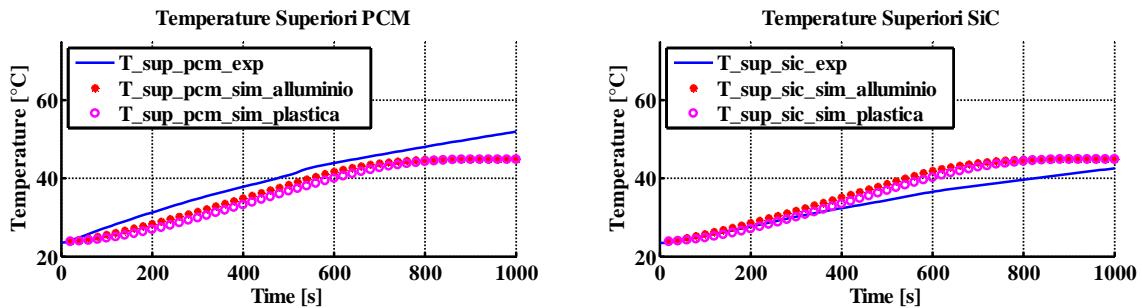 Temperature Superiori PCM
Temperature [°C]
60
40
20
T_sup_pcm_exp
T_sup_pcm_sim_alluminio
T_sup_pcm_sim_plastica
0 200 400 600 800 1000
Time [s]
Temperature Superiori SiC
Temperature [°C]
60
40
20
T_sup_sic_exp
T_sup_sic_sim_alluminio
T_sup_sic_sim_plastica
0 200 400 600 800 1000
Time [s]